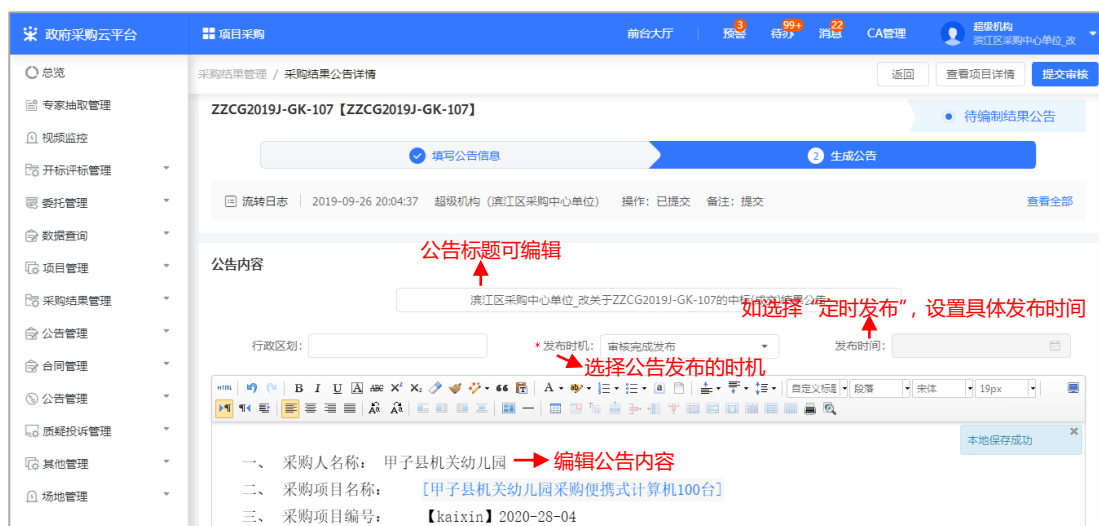 政府采购云平台
项目采购 前台大厅 预警 3 待办 99+ 消息 22 CA管理 超级机构
滨江区采购中心单位_改
总览
采购结果管理 / 采购结果公告详情 返回 查看项目详情 提交审核
专家抽取管理
ZZCG2019J-GK-107【ZZCG2019J-GK-107】 待编制结果公告
视频监控
填写公告信息 2 生成公告
开标评标管理
委托管理
流转日志 2019-09-26 20:04:37 超级机构（滨江区采购中心单位） 操作：已提交 备注：提交 查看全部
数据查询
公告标题可编辑
项目管理
公告内容
采购结果管理
滨江区采购中心单位_改关于ZZCG2019J-GK-107的中标(成交)结果公告
如选择“定时发布”，设置具体发布时间
公告管理
行政区划： *发布时机： 审核完成发布 发布时间：
合同管理
选择公告发布的时机
公告管理
HTML B I U A ABC X² X₂ 66 A ab a 自定义标题 段落 宋体 19px
质疑投诉管理
本地保存成功 ×
其他管理
一、 采购人名称： 甲子县机关幼儿园 编辑公告内容
二、 采购项目名称： [甲子县机关幼儿园采购便携式计算机100台]
场地管理
三、 采购项目编号： 【kaixin】2020-28-04